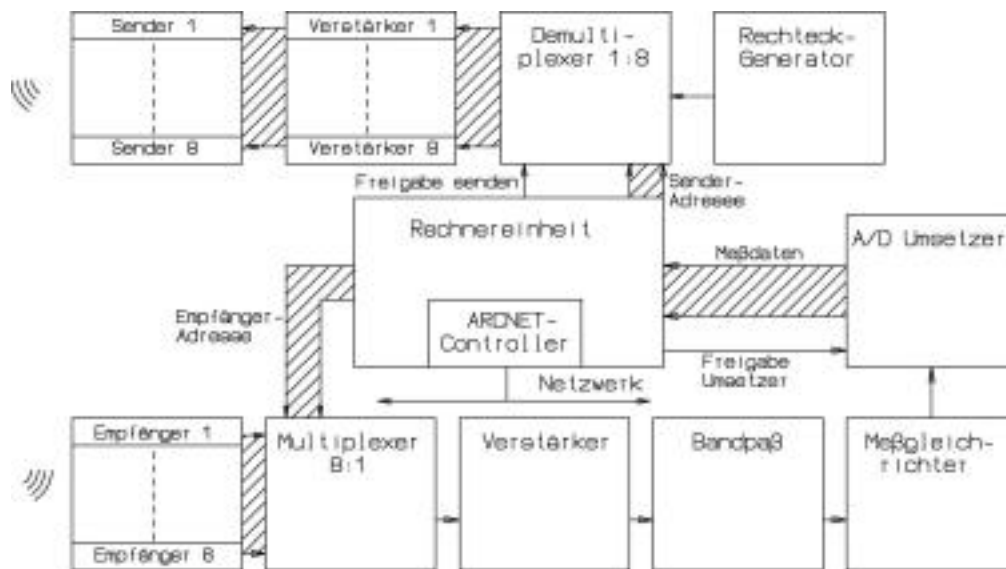 Sender 1
Verstärker 1
Demulti-
plexer 1:8
Rechteck-
Generator
Sender 8
Verstärker 8
Freigabe senden
Sender-
Adresse
Rechnereinheit
A/D Umsetzer
Meßdaten
Empfänger-
Adresse
ARCNET-
Controller
Freigabe
Umsetzer
Netzwerk
Empfänger 1
Multiplexer
8:1
Verstärker
Bandpaß
Meßgleich-
richter
Empfänger 8